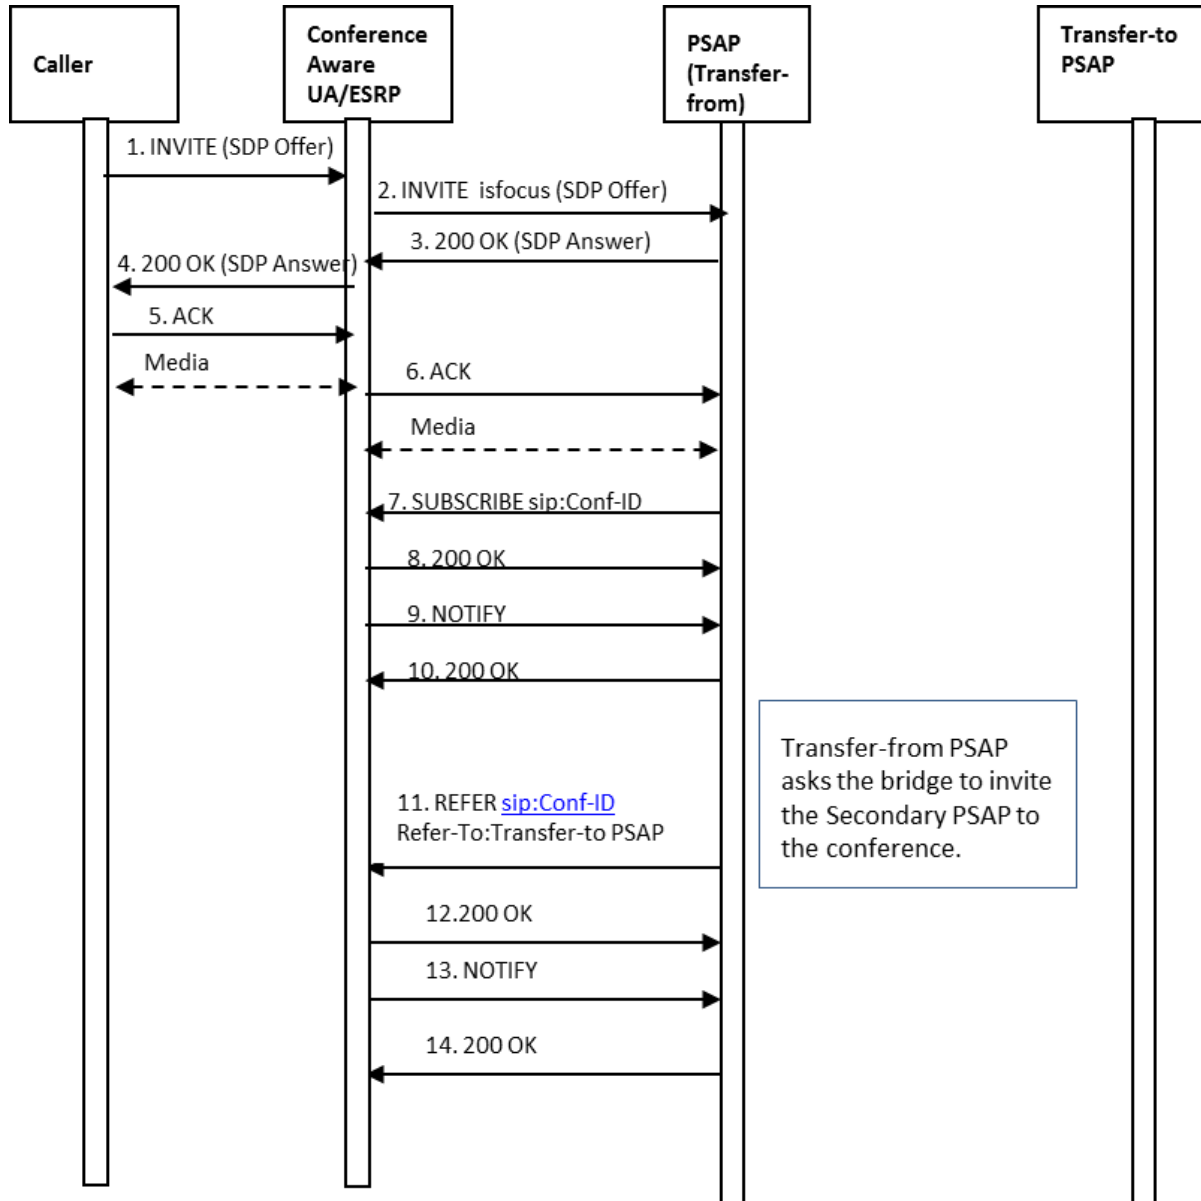 Caller
Conference
Aware
UA/ESRP
PSAP
(Transfer-
from)
Transfer-to
PSAP
1. INVITE (SDP Offer)
2. INVITE isfocus (SDP Offer)
3. 200 OK (SDP Answer)
4. 200 OK (SDP Answer)
5. ACK
Media
6. ACK
Media
7. SUBSCRIBE sip:Conf-ID
8. 200 OK
9. NOTIFY
10. 200 OK
Transfer-from PSAP
asks the bridge to invite
the Secondary PSAP to
the conference.
11. REFER sip:Conf-ID
Refer-To:Transfer-to PSAP
12.200 OK
13. NOTIFY
14. 200 OK